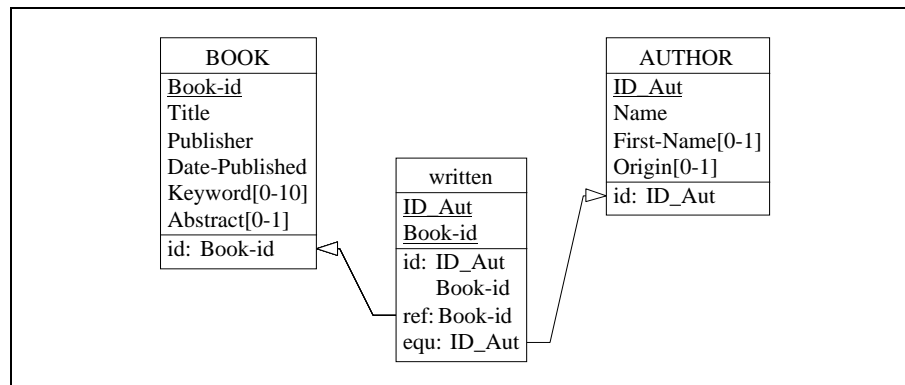 BOOK
Book-id
Title
Publisher
Date-Published
Keyword[0-10]
Abstract[0-1]
id: Book-id
written
ID_Aut
Book-id
id: ID_Aut
Book-id
ref: Book-id
equ: ID_Aut
AUTHOR
ID_Aut
Name
First-Name[0-1]
Origin[0-1]
id: ID_Aut